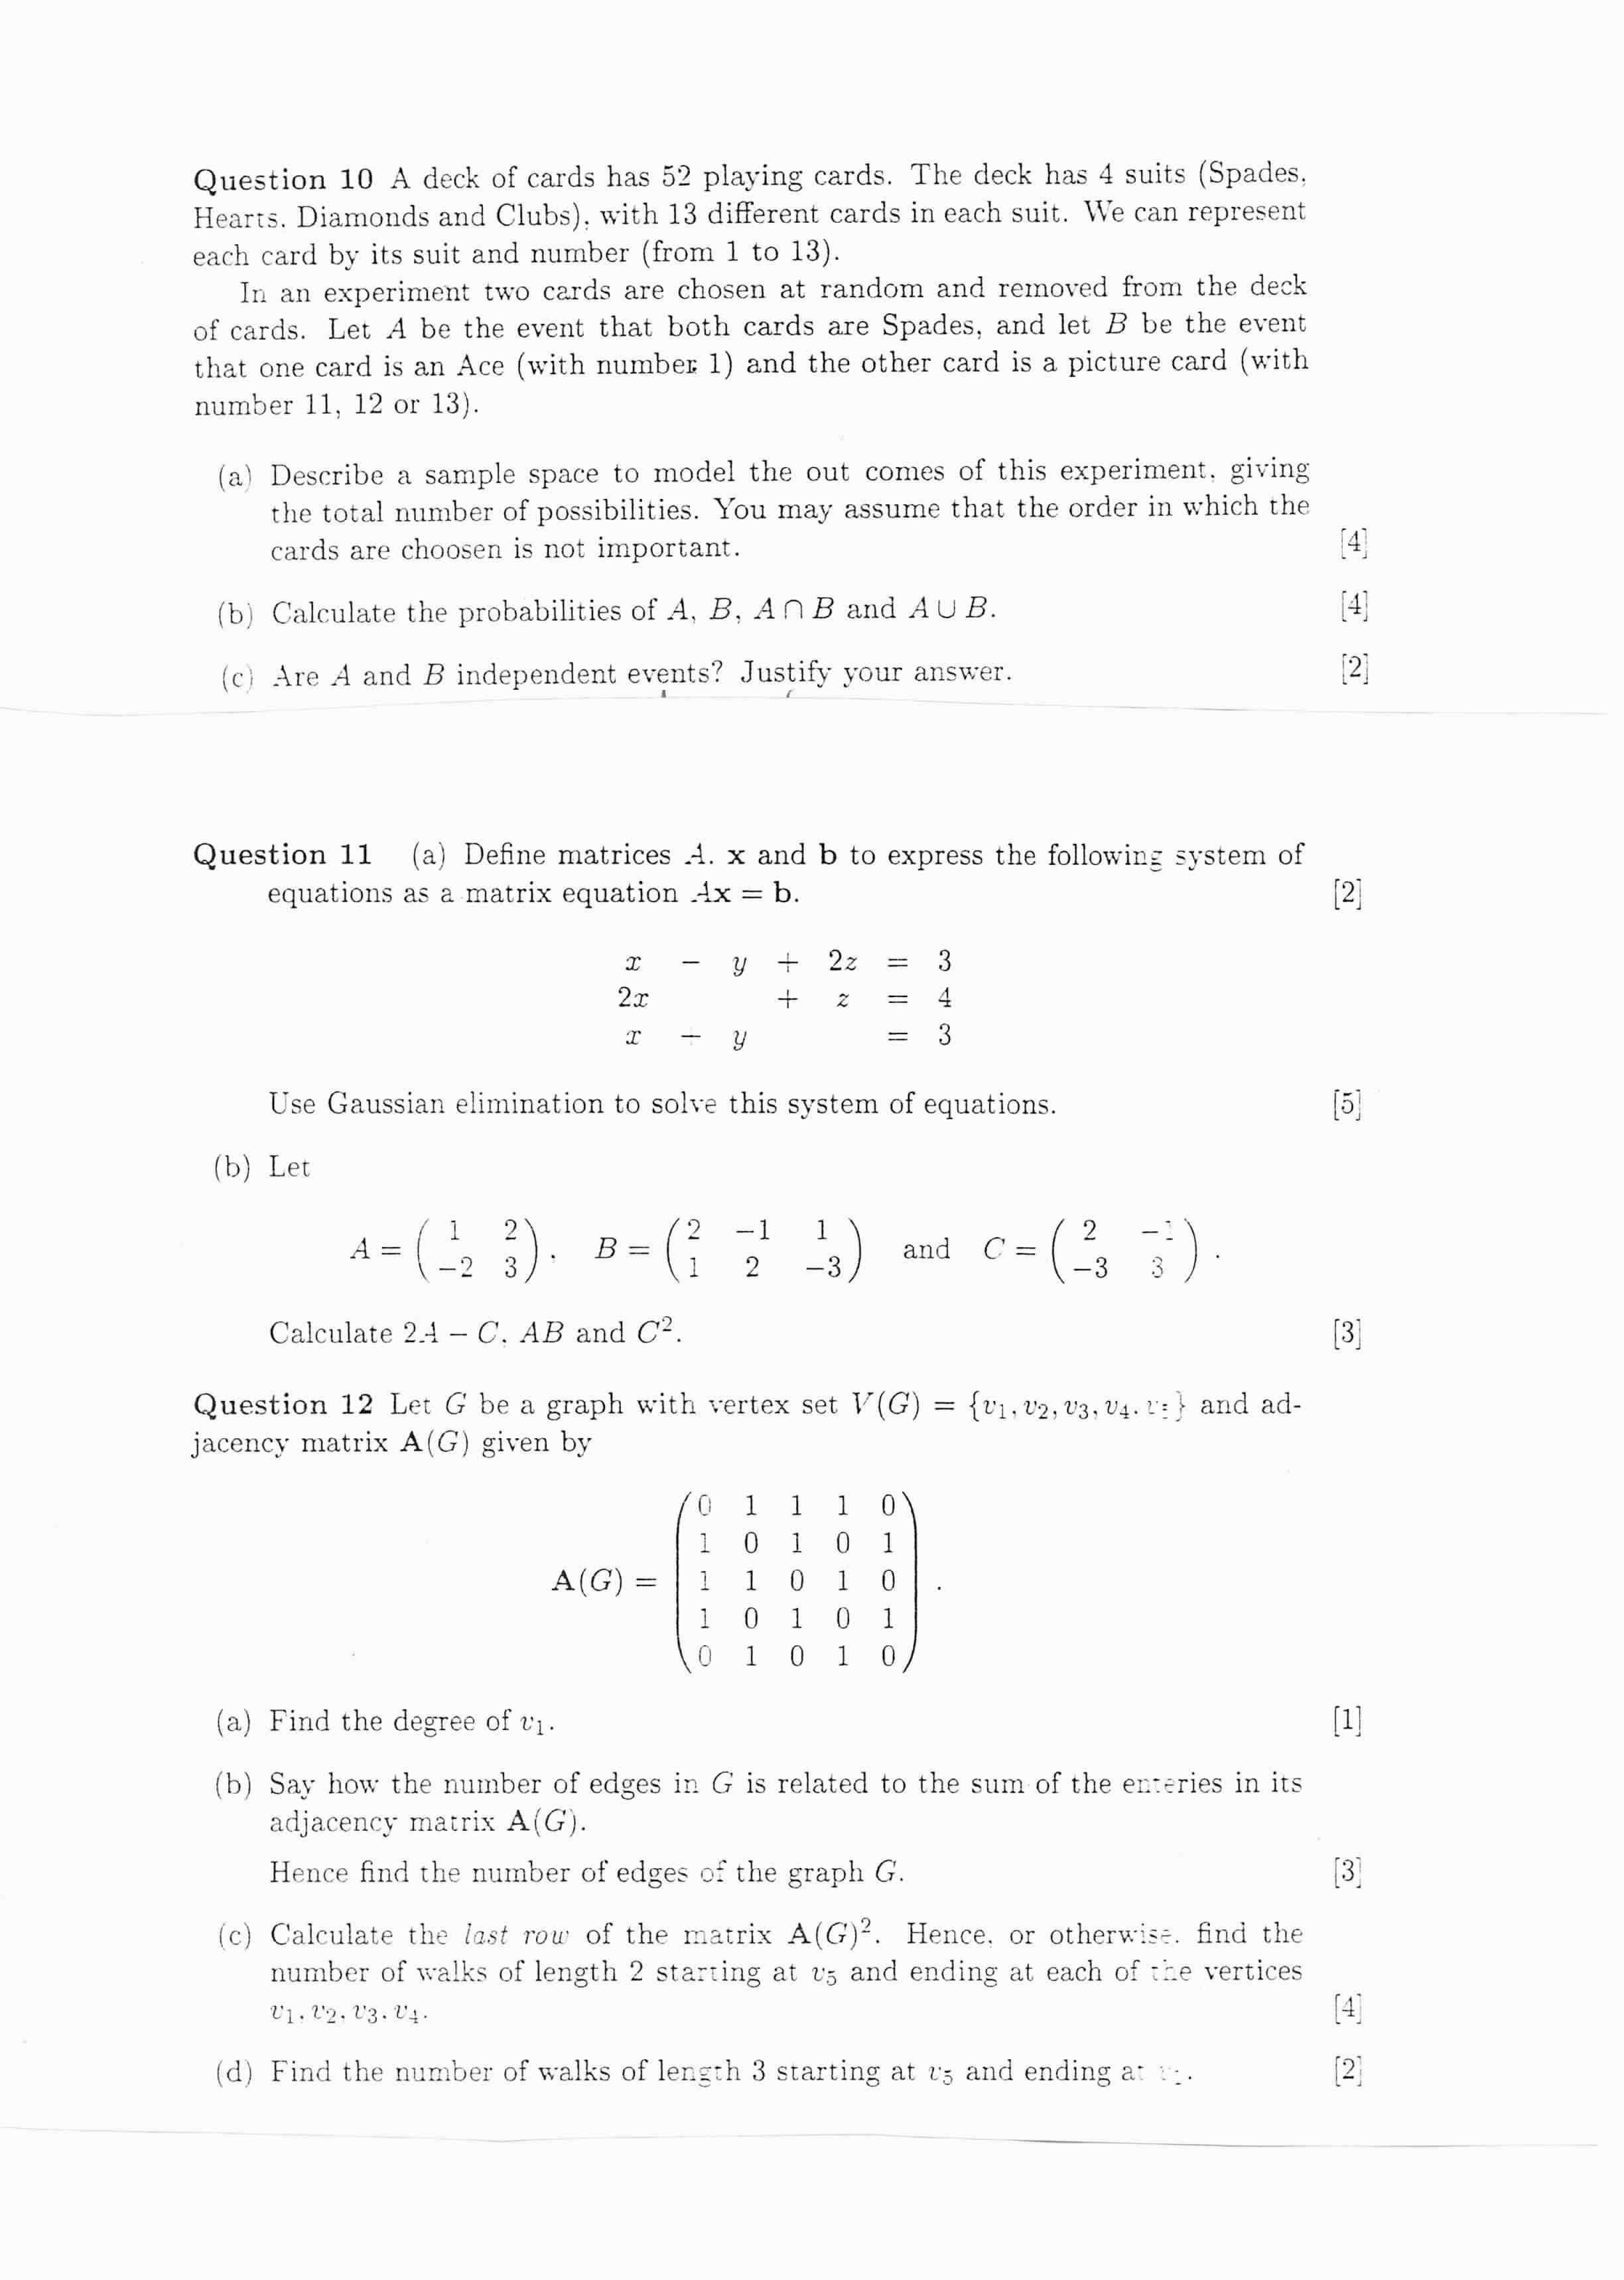 Question 10 A deck of cards has 52 playing cards. The deck has 4 suits (Spades,
Hearts, Diamonds and Clubs), with 13 different cards in each suit. We can represent
each card by its suit and number (from 1 to 13).
In an experiment two cards are chosen at random and removed from the deck
of cards. Let A be the event that both cards are Spades, and let B be the event
that one card is an Ace (with number 1) and the other card is a picture card (with
number 11, 12 or 13).
(a) Describe a sample space to model the out comes of this experiment, giving
the total number of possibilities. You may assume that the order in which the
cards are choosen is not important. [4]
(b) Calculate the probabilities of A, B, A ∩ B and A ∪ B. [4]
(c) Are A and B independent events? Justify your answer. [2]
Question 11 (a) Define matrices A, x and b to express the following system of
equations as a matrix equation Ax = b. [2]
x − y + 2z = 3
2x + z = 4
x − y = 3
Use Gaussian elimination to solve this system of equations. [5]
(b) Let
A = ( 1 2 ; −2 3 ), B = ( 2 −1 1 ; 1 2 −3 ) and C = ( 2 −1 ; −3 3 ).
Calculate 2A − C, AB and C². [3]
Question 12 Let G be a graph with vertex set V(G) = {v₁, v₂, v₃, v₄, v₅} and ad-
jacency matrix A(G) given by
0 1 1 1 0
1 0 1 0 1
A(G) = 1 1 0 1 0 .
1 0 1 0 1
0 1 0 1 0
(a) Find the degree of v₁. [1]
(b) Say how the number of edges in G is related to the sum of the enteries in its
adjacency matrix A(G).
Hence find the number of edges of the graph G. [3]
(c) Calculate the last row of the matrix A(G)². Hence, or otherwise, find the
number of walks of length 2 starting at v₅ and ending at each of the vertices
v₁, v₂, v₃, v₄. [4]
(d) Find the number of walks of length 3 starting at v₅ and ending at [2]